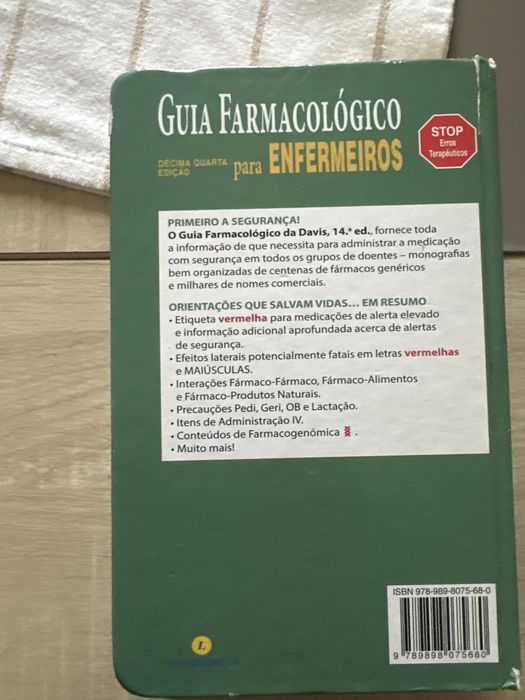 GUIA FARMACOLÓGICO
DÉCIMA QUARTA
EDIÇÃO
para ENFERMEIROS
STOP
Erros
Terapêuticos
PRIMEIRO A SEGURANÇA!
O Guia Farmacológico da Davis, 14.ª ed., fornece toda
a informação de que necessita para administrar a medicação
com segurança em todos os grupos de doentes – monografias
bem organizadas de centenas de fármacos genéricos
e milhares de nomes comerciais.
ORIENTAÇÕES QUE SALVAM VIDAS... EM RESUMO
• Etiqueta vermelha para medicações de alerta elevado
e informação adicional aprofundada acerca de alertas
de segurança.
• Efeitos laterais potencialmente fatais em letras vermelhas
e MAIÚSCULAS.
• Interações Fármaco-Fármaco, Fármaco-Alimentos
e Fármaco-Produtos Naturais.
• Precauções Pedi, Geri, OB e Lactação.
• Itens de Administração IV.
• Conteúdos de Farmacogenómica .
• Muito mais!
ISBN 978-989-8075-68-0
9 789898 075680
L